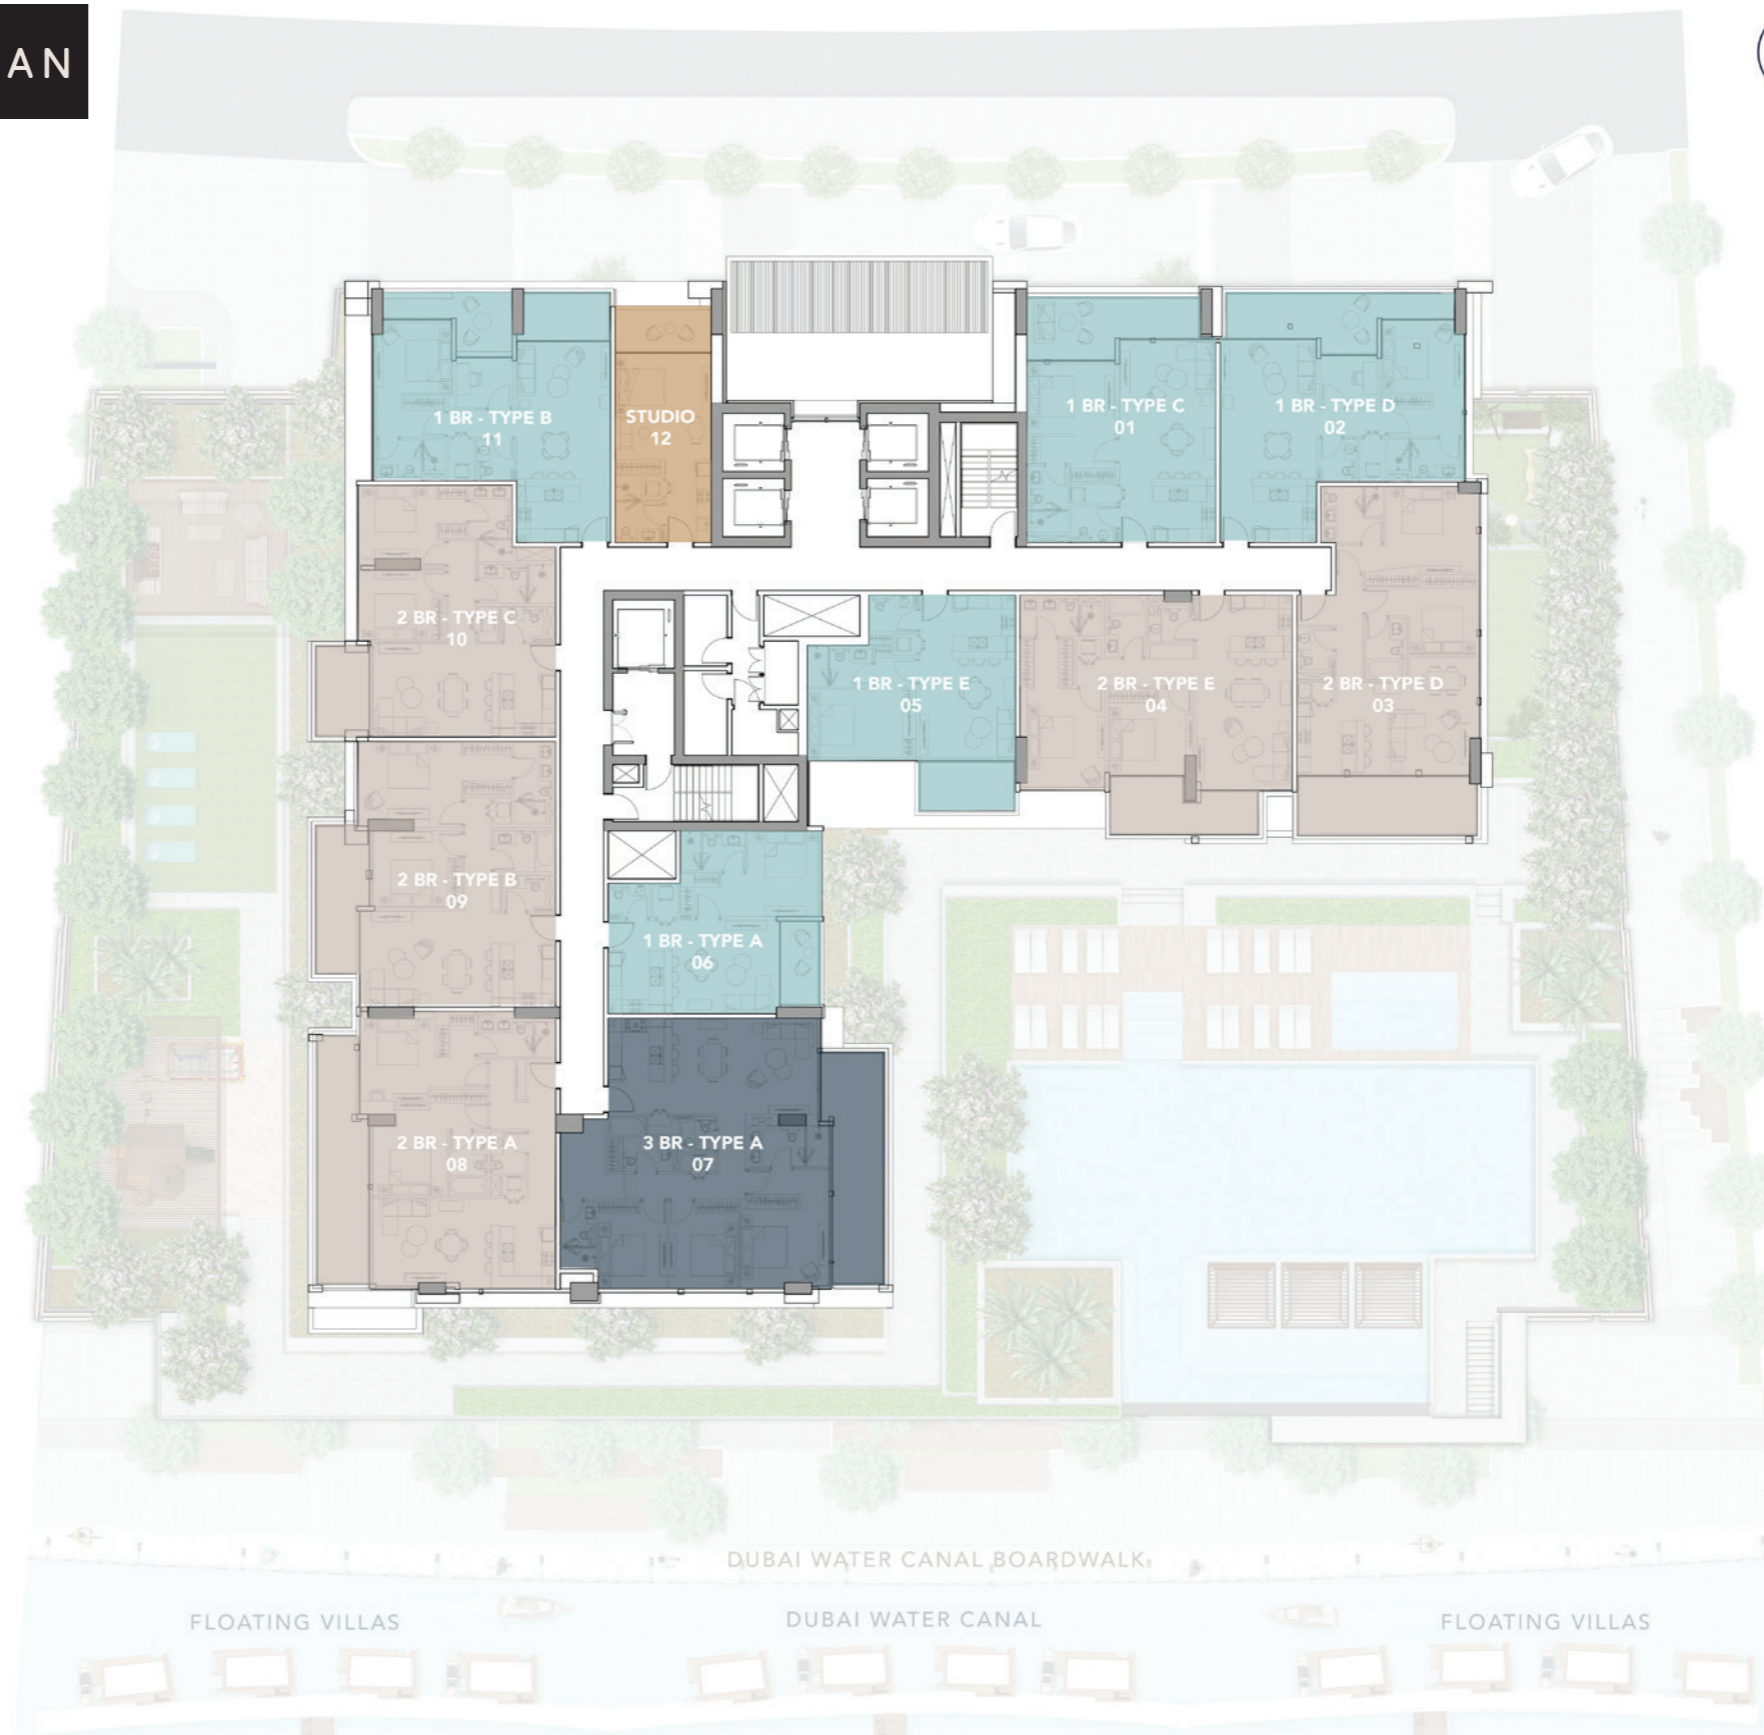 AN
1 BR - TYPE B
11
STUDIO
12
1 BR - TYPE C
01
1 BR - TYPE D
02
2 BR - TYPE C
10
1 BR - TYPE E
05
2 BR - TYPE E
04
2 BR - TYPE D
03
2 BR - TYPE B
09
1 BR - TYPE A
06
2 BR - TYPE A
08
3 BR - TYPE A
07
DUBAI WATER CANAL BOARDWALK
FLOATING VILLAS
DUBAI WATER CANAL
FLOATING VILLAS